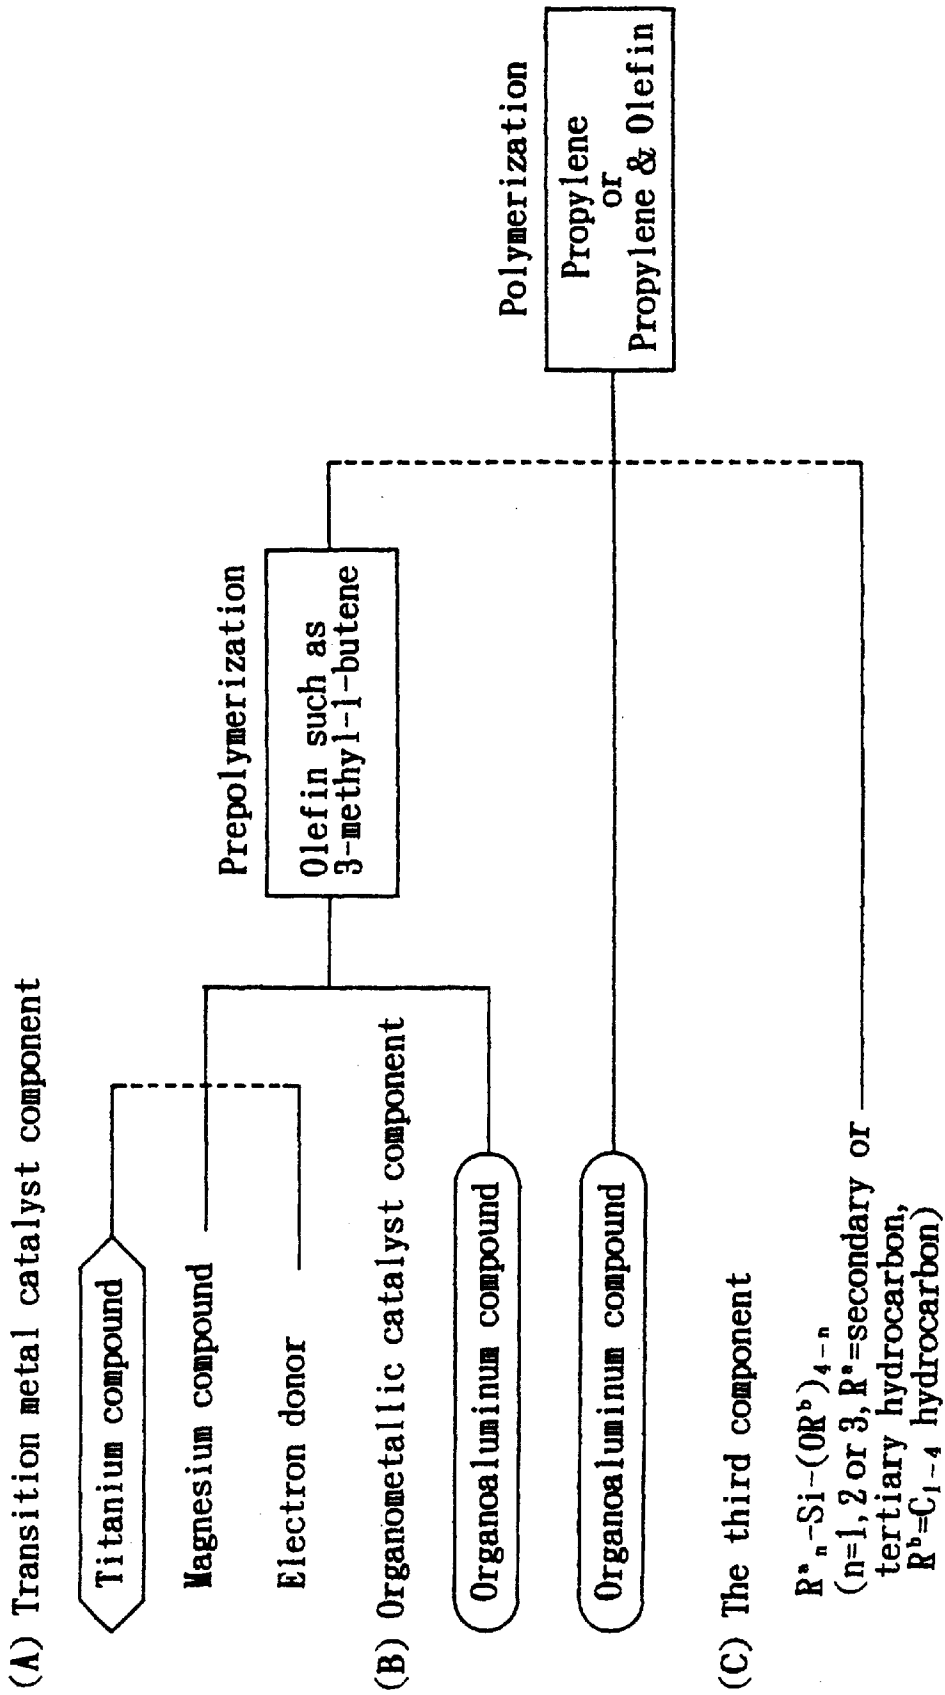 (A) Transition metal catalyst component
Titanium compound
Magnesium compound
Electron donor
(B) Organometallic catalyst component
Organoaluminum compound
Organoaluminum compound
(C) The third component
Rᵃₙ-Si-(ORᵇ)₄₋ₙ
(n=1, 2 or 3, Rᵃ=secondary or
tertiary hydrocarbon,
Rᵇ=C₁₋₄ hydrocarbon)
Prepolymerization
Olefin such as
3-methyl-1-butene
Polymerization
Propylene
or
Propylene & Olefin